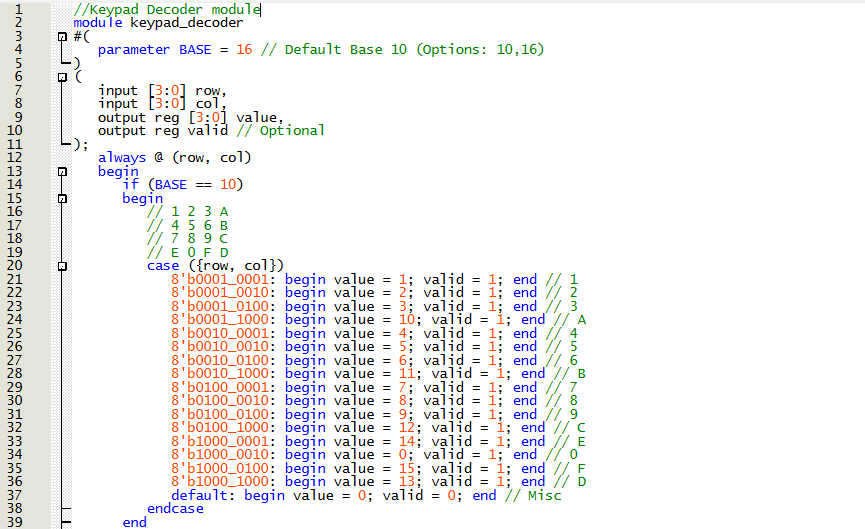 1 //Keypad Decoder module
2 module keypad_decoder
3 #(
4 parameter BASE = 16 // Default Base 10 (Options: 10,16)
5 )
6 (
7 input [3:0] row,
8 input [3:0] col,
9 output reg [3:0] value,
10 output reg valid // Optional
11 );
12 always @ (row, col)
13 begin
14 if (BASE == 10)
15 begin
16 // 1 2 3 A
17 // 4 5 6 B
18 // 7 8 9 C
19 // E 0 F D
20 case ({row, col})
21 8'b0001_0001: begin value = 1; valid = 1; end // 1
22 8'b0001_0010: begin value = 2; valid = 1; end // 2
23 8'b0001_0100: begin value = 3; valid = 1; end // 3
24 8'b0001_1000: begin value = 10; valid = 1; end // A
25 8'b0010_0001: begin value = 4; valid = 1; end // 4
26 8'b0010_0010: begin value = 5; valid = 1; end // 5
27 8'b0010_0100: begin value = 6; valid = 1; end // 6
28 8'b0010_1000: begin value = 11; valid = 1; end // B
29 8'b0100_0001: begin value = 7; valid = 1; end // 7
30 8'b0100_0010: begin value = 8; valid = 1; end // 8
31 8'b0100_0100: begin value = 9; valid = 1; end // 9
32 8'b0100_1000: begin value = 12; valid = 1; end // C
33 8'b1000_0001: begin value = 14; valid = 1; end // E
34 8'b1000_0010: begin value = 0; valid = 1; end // 0
35 8'b1000_0100: begin value = 15; valid = 1; end // F
36 8'b1000_1000: begin value = 13; valid = 1; end // D
37 default: begin value = 0; valid = 0; end // Misc
38 endcase
39 end